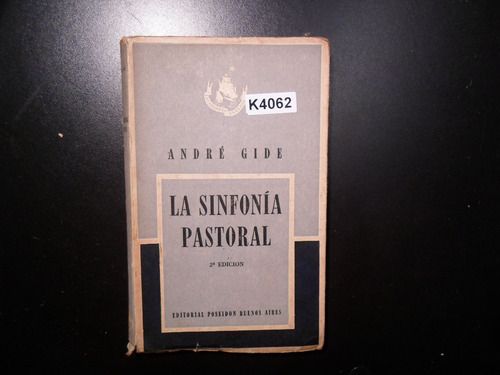 K4062
ANDRÉ GIDE
LA SINFONÍA
PASTORAL
2ª EDICION
EDITORIAL POSEIDON BUENOS AIRES